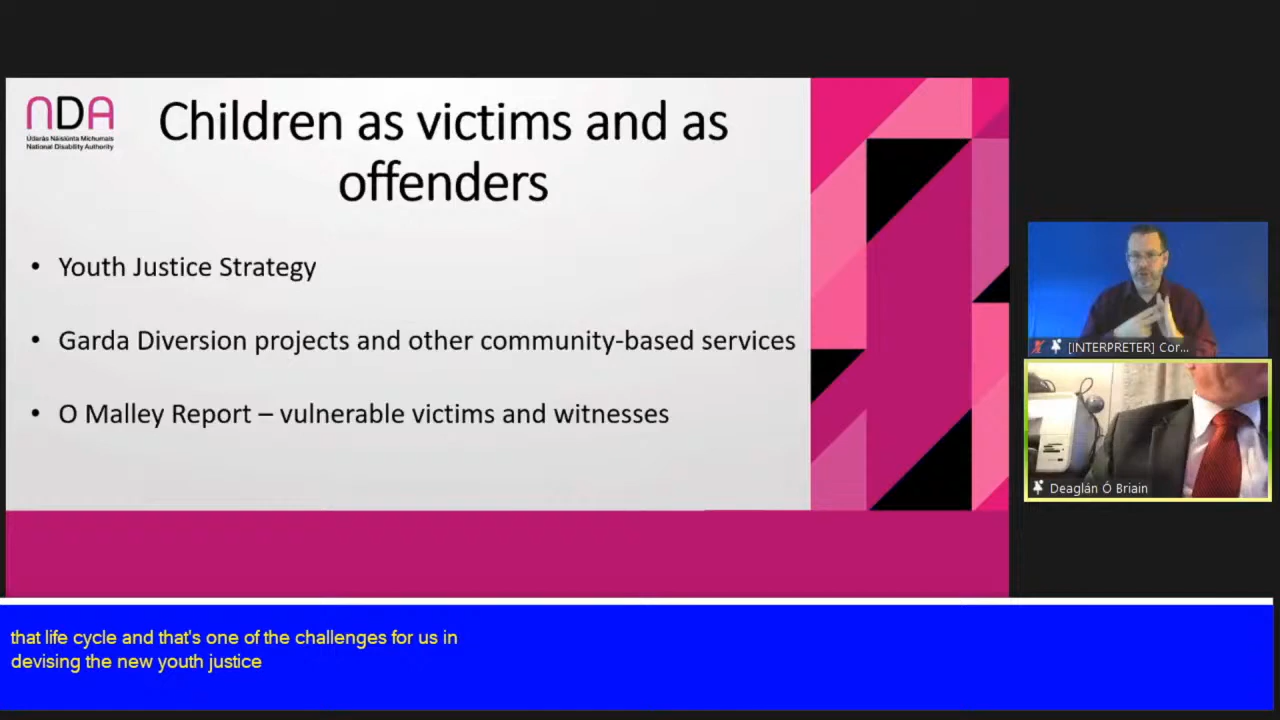 nDA
Údarás Náisiúnta Míchumais
National Disability Authority
Children as victims and as
offenders
• Youth Justice Strategy
• Garda Diversion projects and other community-based services
• O Malley Report – vulnerable victims and witnesses
[INTERPRETER] Cor...
Deaglán Ó Briain
that life cycle and that's one of the challenges for us in
devising the new youth justice